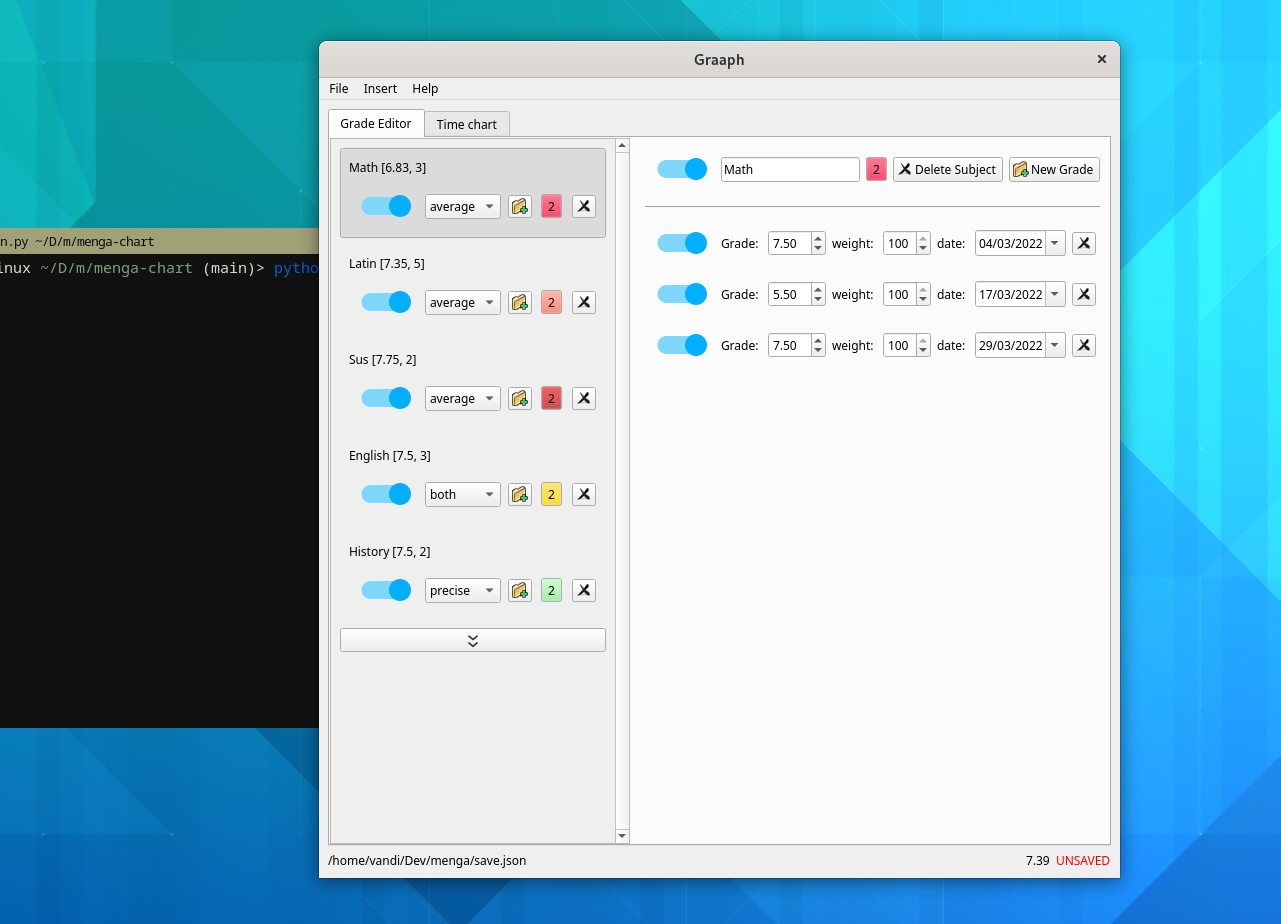 Graaph
File Insert Help
Grade Editor Time chart
Math [6.83, 3]
average 2
Latin [7.35, 5]
average 2
Sus [7.75, 2]
average 2
English [7.5, 3]
both 2
History [7.5, 2]
precise 2
Math 2 Delete Subject New Grade
Grade: 7.50 weight: 100 date: 04/03/2022
Grade: 5.50 weight: 100 date: 17/03/2022
Grade: 7.50 weight: 100 date: 29/03/2022
/home/vandi/Dev/menga/save.json 7.39 UNSAVED
n.py ~/D/m/menga-chart
inux ~/D/m/menga-chart (main)> pytho